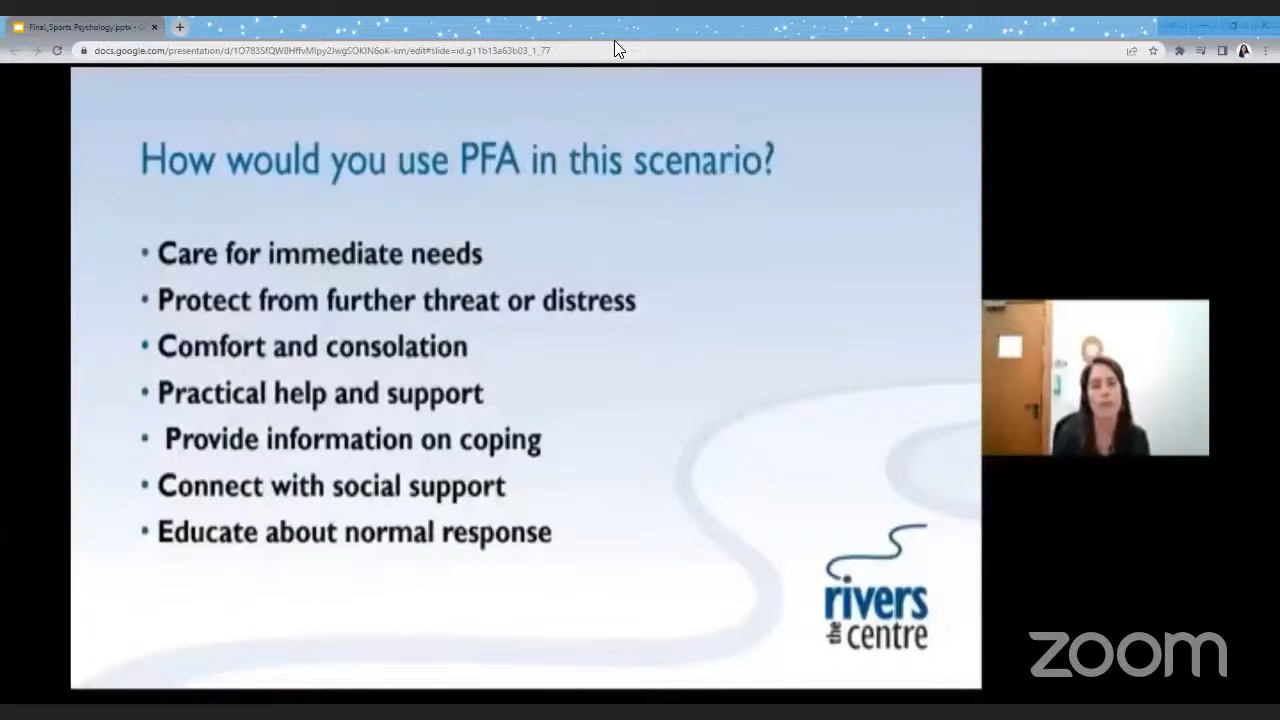 Final_Sports Psychology.pptx
docs.google.com/presentation/d/1O783SfQW8HffvMIpy2JwgSOKIN6oK-km/edit#slide=id.g11b13a63b03_1_77
How would you use PFA in this scenario?
• Care for immediate needs
• Protect from further threat or distress
• Comfort and consolation
• Practical help and support
• Provide information on coping
• Connect with social support
• Educate about normal response
rivers
the centre
zoom